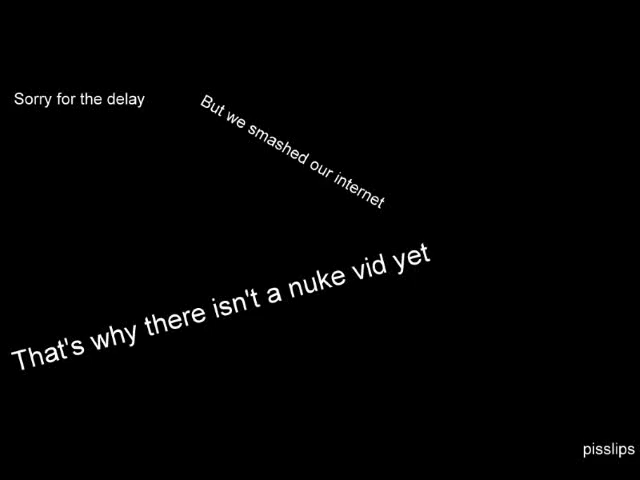 Sorry for the delay
But we smashed our internet
That's why there isn't a nuke vid yet
pisslips